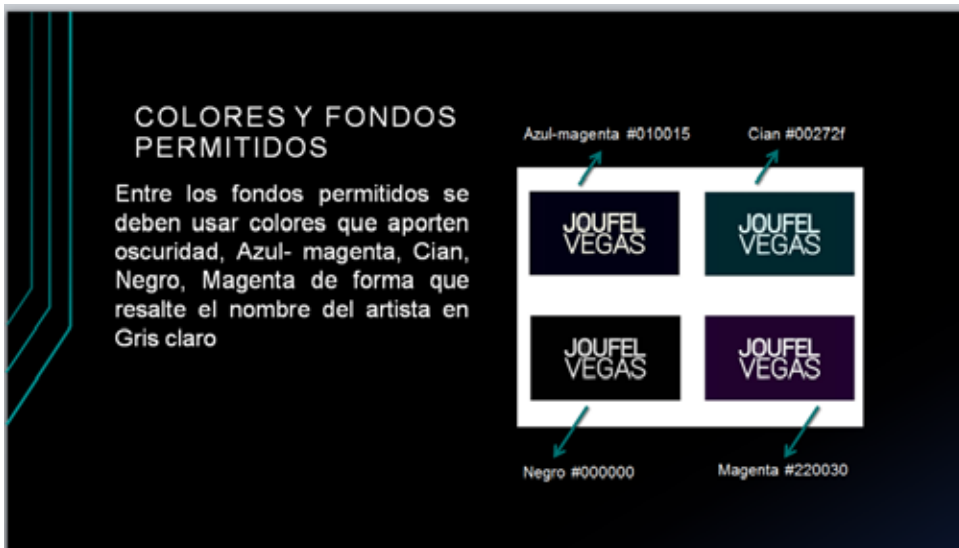 COLORES Y FONDOS
PERMITIDOS
Entre los fondos permitidos se
deben usar colores que aporten
oscuridad, Azul- magenta, Cian,
Negro, Magenta de forma que
resalte el nombre del artista en
Gris claro
Azul-magenta #010015
Cian #00272f
JOUFEL
VEGAS
JOUFEL
VEGAS
JOUFEL
VEGAS
JOUFEL
VEGAS
Negro #000000
Magenta #220030